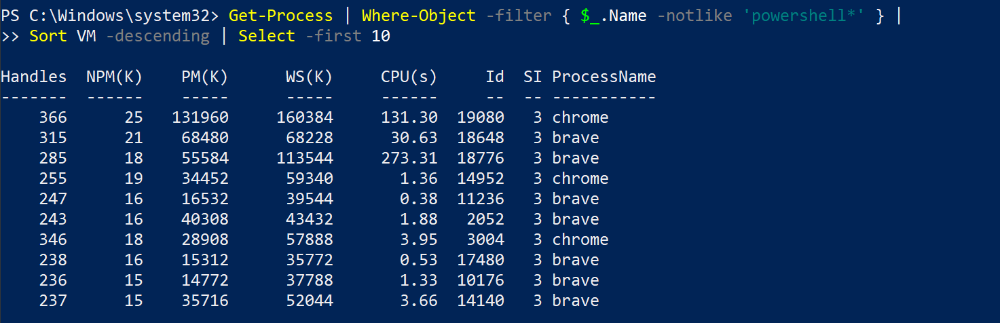 PS C:\Windows\system32> Get-Process | Where-Object -filter { $_.Name -notlike 'powershell*' } |
>> Sort VM -descending | Select -first 10
Handles  NPM(K)    PM(K)      WS(K)     CPU(s)     Id  SI ProcessName
-------  ------    -----      -----     ------     --  -- -----------
    366      25   131960     160384     131.30  19080   3 chrome
    315      21    68480      68228      30.63  18648   3 brave
    285      18    55584     113544     273.31  18776   3 brave
    255      19    34452      59340       1.36  14952   3 chrome
    247      16    16532      39544       0.38  11236   3 brave
    243      16    40308      43432       1.88   2052   3 brave
    346      18    28908      57888       3.95   3004   3 chrome
    238      16    15312      35772       0.53  17480   3 brave
    236      15    14772      37788       1.33  10176   3 brave
    237      15    35716      52044       3.66  14140   3 brave